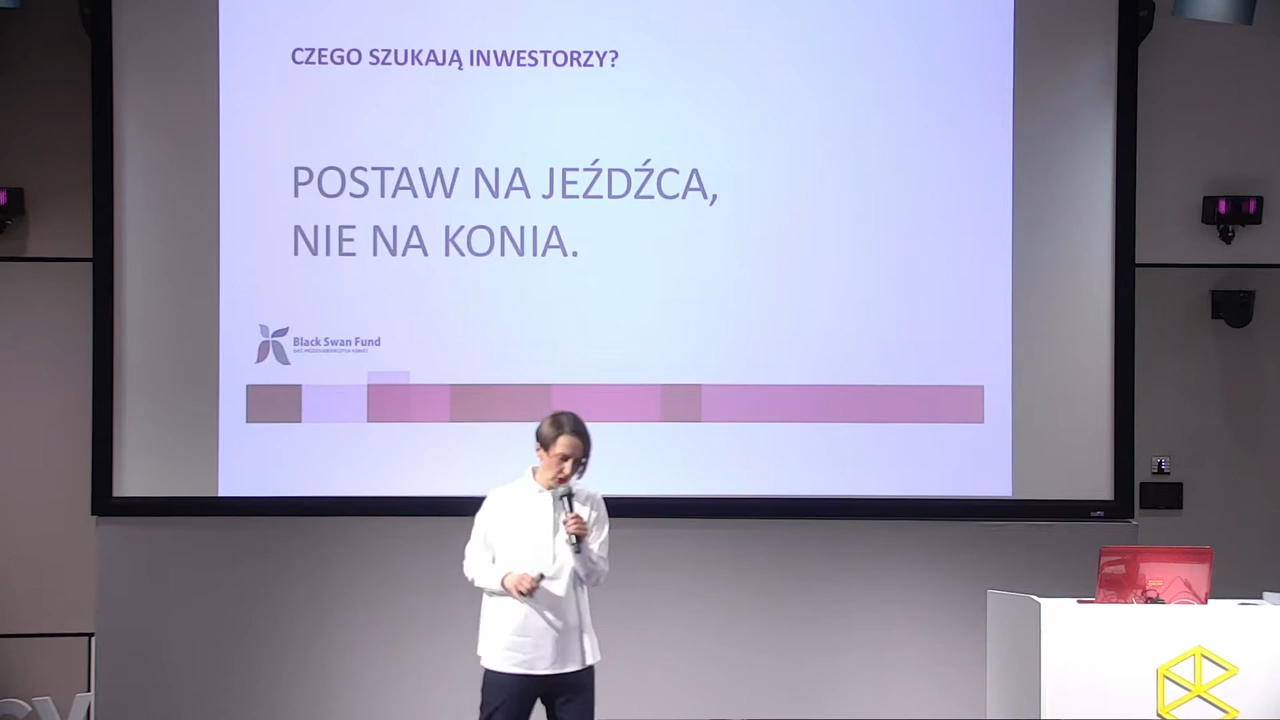 CZEGO SZUKAJĄ INWESTORZY?
POSTAW NA JEŹDŹCA,
NIE NA KONIA.
Black Swan Fund